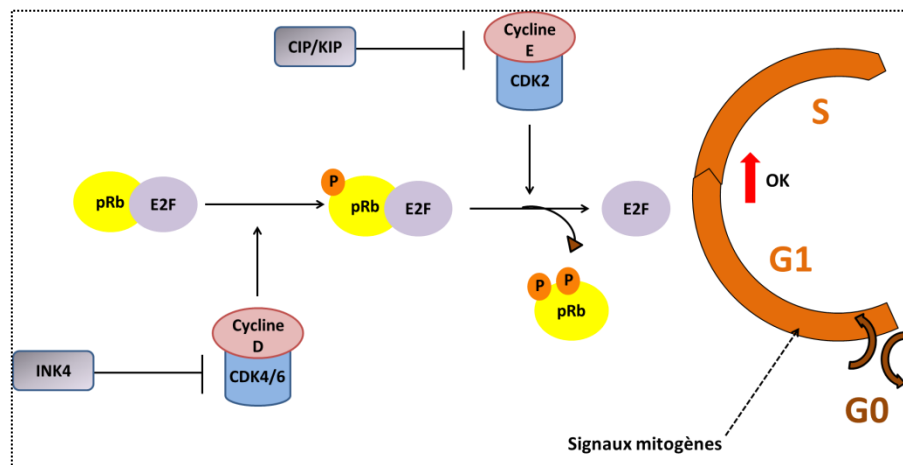 CIP/KIP
Cycline
E
CDK2
S
OK
P
pRb
E2F
pRb
E2F
E2F
G1
P
P
pRb
Cycline
D
CDK4/6
INK4
G0
Signaux mitogènes